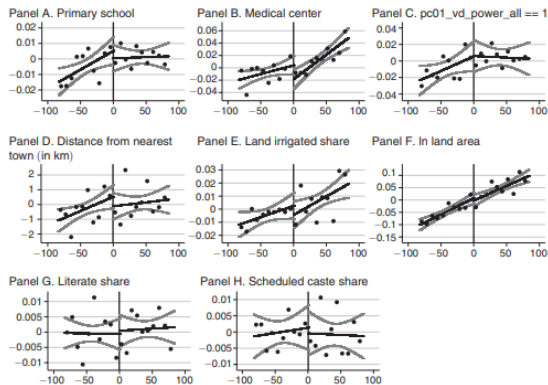 Panel A. Primary school
0.02
0.01
0
−0.01
−0.02
−100 −50 0 50 100
Panel B. Medical center
0.06
0.04
0.02
0
−0.02
−0.04
−100 −50 0 50 100
Panel C. pc01_vd_power_all == 1
0.04
0.02
0
−0.02
−0.04
−100 −50 0 50 100
Panel D. Distance from nearest
town (in km)
2
1
0
−1
−2
−100 −50 0 50 100
Panel E. Land irrigated share
0.03
0.02
0.01
0
−0.01
−0.02
−100 −50 0 50 100
Panel F. ln land area
0.1
0.05
0
−0.05
−0.1
−0.15
−100 −50 0 50 100
Panel G. Literate share
0.01
0.005
0
−0.005
−0.01
−100 −50 0 50 100
Panel H. Scheduled caste share
0.01
0.005
0
−0.005
−0.01
−100 −50 0 50 100